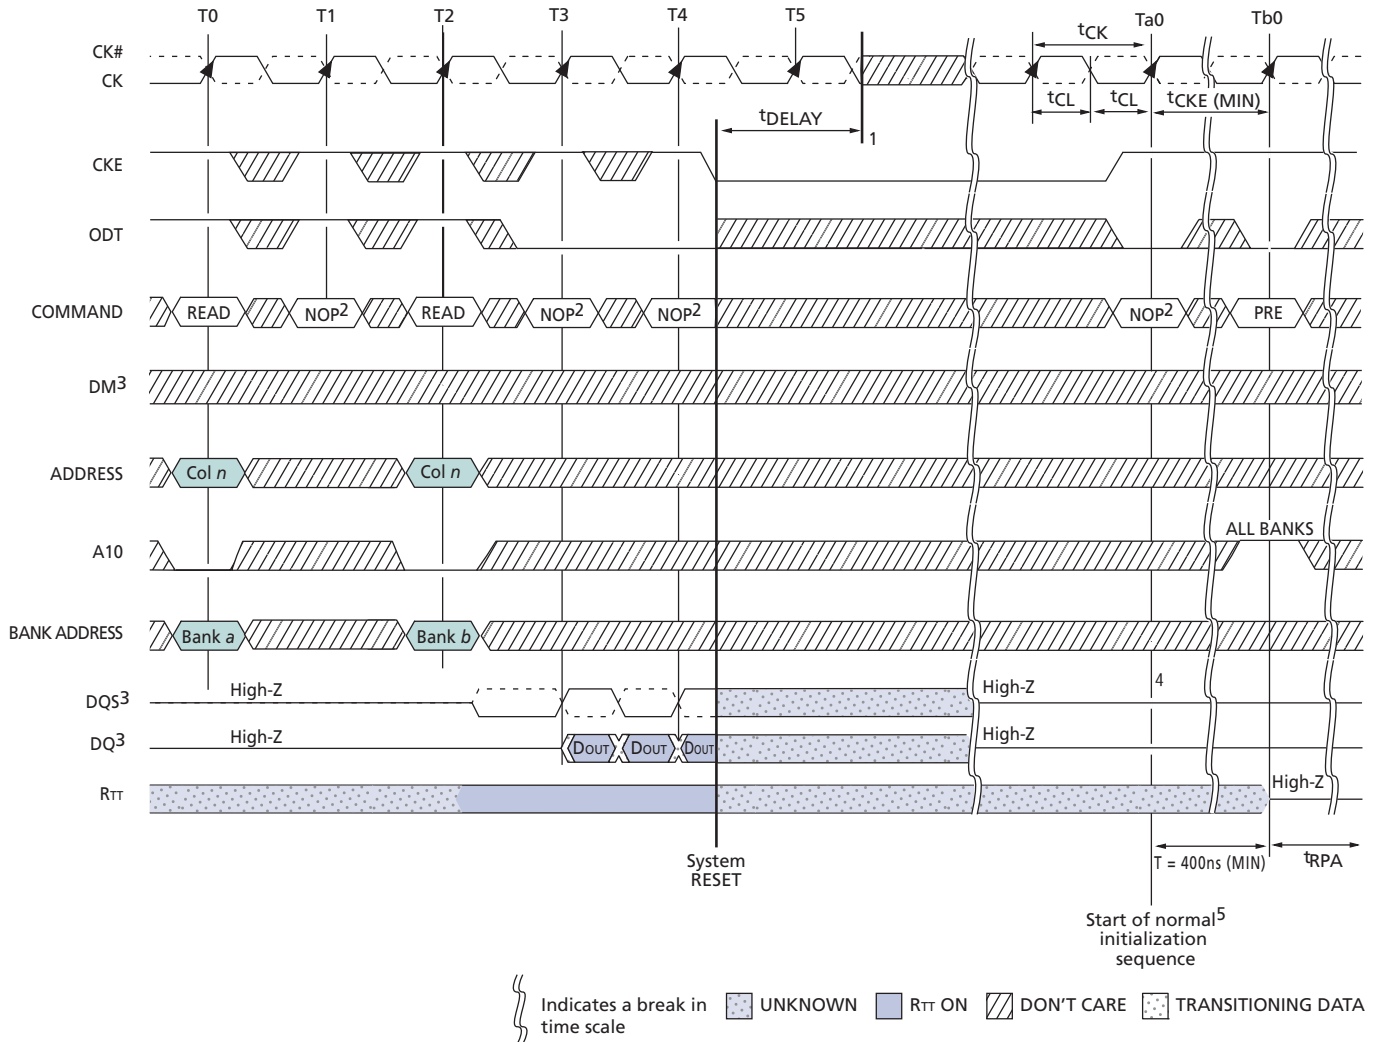 T0 T1 T2 T3 T4 T5 Ta0 Tb0
CK#
CK
tCK
tCL tCL tCKE (MIN)
tDELAY
1
CKE
ODT
COMMAND READ NOP2 READ NOP2 NOP2 NOP2 PRE
DM3
ADDRESS Col n Col n
A10 ALL BANKS
BANK ADDRESS Bank a Bank b
DQS3 High-Z High-Z 4
DQ3 High-Z DOUT DOUT DOUT High-Z
RTT High-Z
System
RESET
T = 400ns (MIN) tRPA
Start of normal5
initialization
sequence
Indicates a break in
time scale
UNKNOWN RTT ON DON'T CARE TRANSITIONING DATA